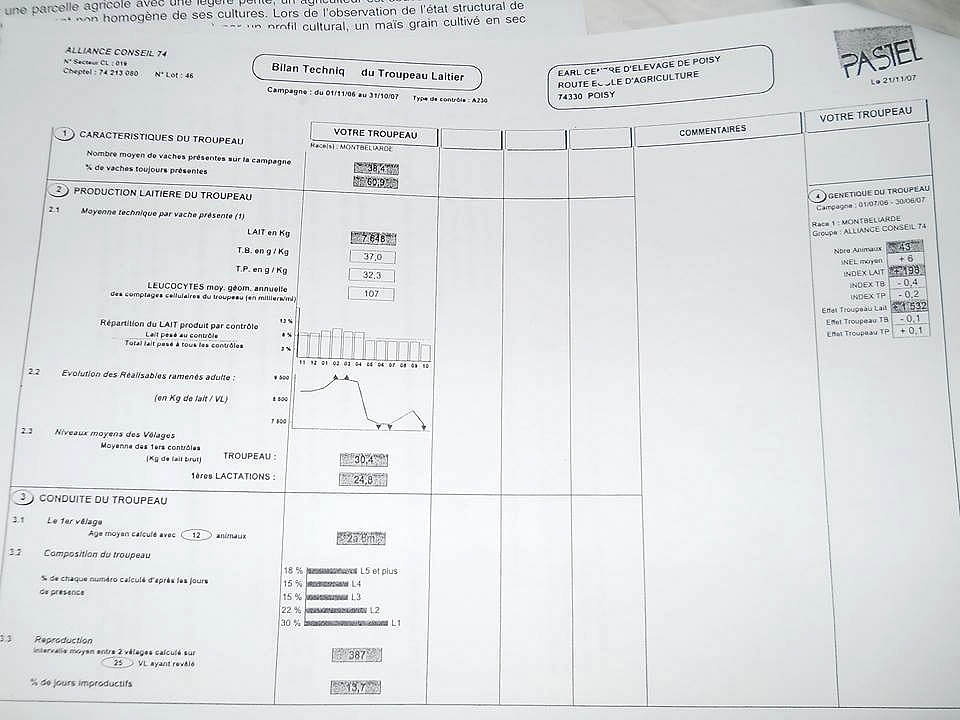 une parcelle agricole avec une légère pente, un agriculteur est
non homogène de ses cultures. Lors de l'observation de l'état structural de
un profil cultural, un maïs grain cultivé en sec
ALLIANCE CONSEIL 74
N° Secteur CL : 019
Cheptel : 74 213 080 N° Lot : 46
Bilan Techniq du Troupeau Laitier
Campagne : du 01/11/06 au 31/10/07 Type de contrôle : A230
EARL CENTRE D'ELEVAGE DE POISY
ROUTE ECOLE D'AGRICULTURE
74330 POISY
PASTEL
Le 21/11/07
VOTRE TROUPEAU
COMMENTAIRES
VOTRE TROUPEAU
1 CARACTERISTIQUES DU TROUPEAU
Race(s) : MONTBELIARDE
Nombre moyen de vaches présentes sur la campagne 38,4
% de vaches toujours présentes 60,9
2 PRODUCTION LAITIERE DU TROUPEAU
2.1 Moyenne technique par vache présente (1)
LAIT en Kg 7 648
T.B. en g / Kg 37,0
T.P. en g / Kg 32,3
LEUCOCYTES moy. géom. annuelle
des comptages cellulaires du troupeau (en milliers/ml) 107
Répartition du LAIT produit par contrôle
Lait pesé au contrôle
Total lait pesé à tous les contrôles
13 %
8 %
3 %
11 12 01 02 03 04 05 06 07 08 09 10
2.2 Evolution des Réalisables ramenés adulte :
(en Kg de lait / VL)
9 500
8 500
7 500
2.3 Niveaux moyens des Vêlages
Moyenne des 1ers contrôles
(Kg de lait brut)
TROUPEAU : 30,4
1ères LACTATIONS : 24,8
3 CONDUITE DU TROUPEAU
3.1 Le 1er vêlage
Age moyen calculé avec 12 animaux
3.2 Composition du troupeau
% de chaque numéro calculé d'après les jours
de présence
18 % L5 et plus
15 % L4
15 % L3
22 % L2
30 % L1
3.3 Reproduction
intervalle moyen entre 2 vêlages calculé sur
25 VL ayant revêlé 387
% de jours improductifs 13,7
4 GENETIQUE DU TROUPEAU
Campagne : 01/07/06 - 30/06/07
Race 1 : MONTBELIARDE
Groupe : ALLIANCE CONSEIL 74
Nbre Animaux 43
INEL moyen + 6
INDEX LAIT + 198
INDEX TB - 0,4
INDEX TP - 0,2
Effet Troupeau Lait + 1 532
Effet Troupeau TB - 0,1
Effet Troupeau TP + 0,1